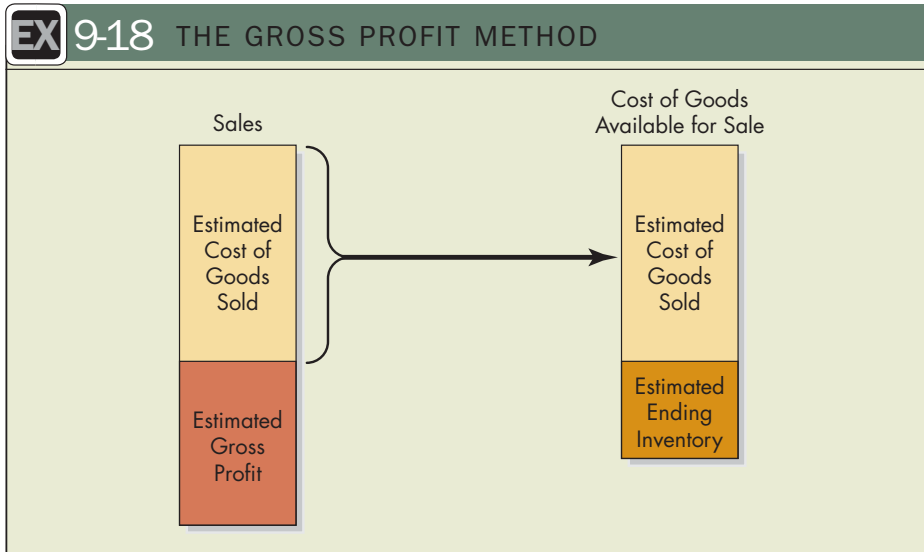 EX 9-18 THE GROSS PROFIT METHOD
Sales
Estimated
Cost of
Goods
Sold
Estimated
Gross
Profit
Cost of Goods
Available for Sale
Estimated
Cost of
Goods
Sold
Estimated
Ending
Inventory